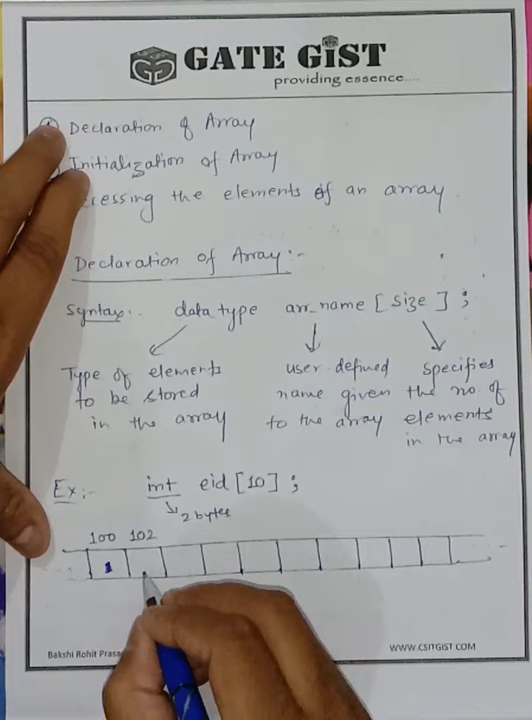 GATE GiST
providing essence....
Declaration of Array
Initialization of Array
cessing the elements of an array
Declaration of Array:-
Syntax:- data_type arr_name [size];
Type of elements to be stored in the array
user-defined name given to the array
specifies the no. of elements in the array
Ex:- int eid [10];
2 bytes
100 102
1
Bakshi Rohit Prasa
WWW.CSITGIST.COM